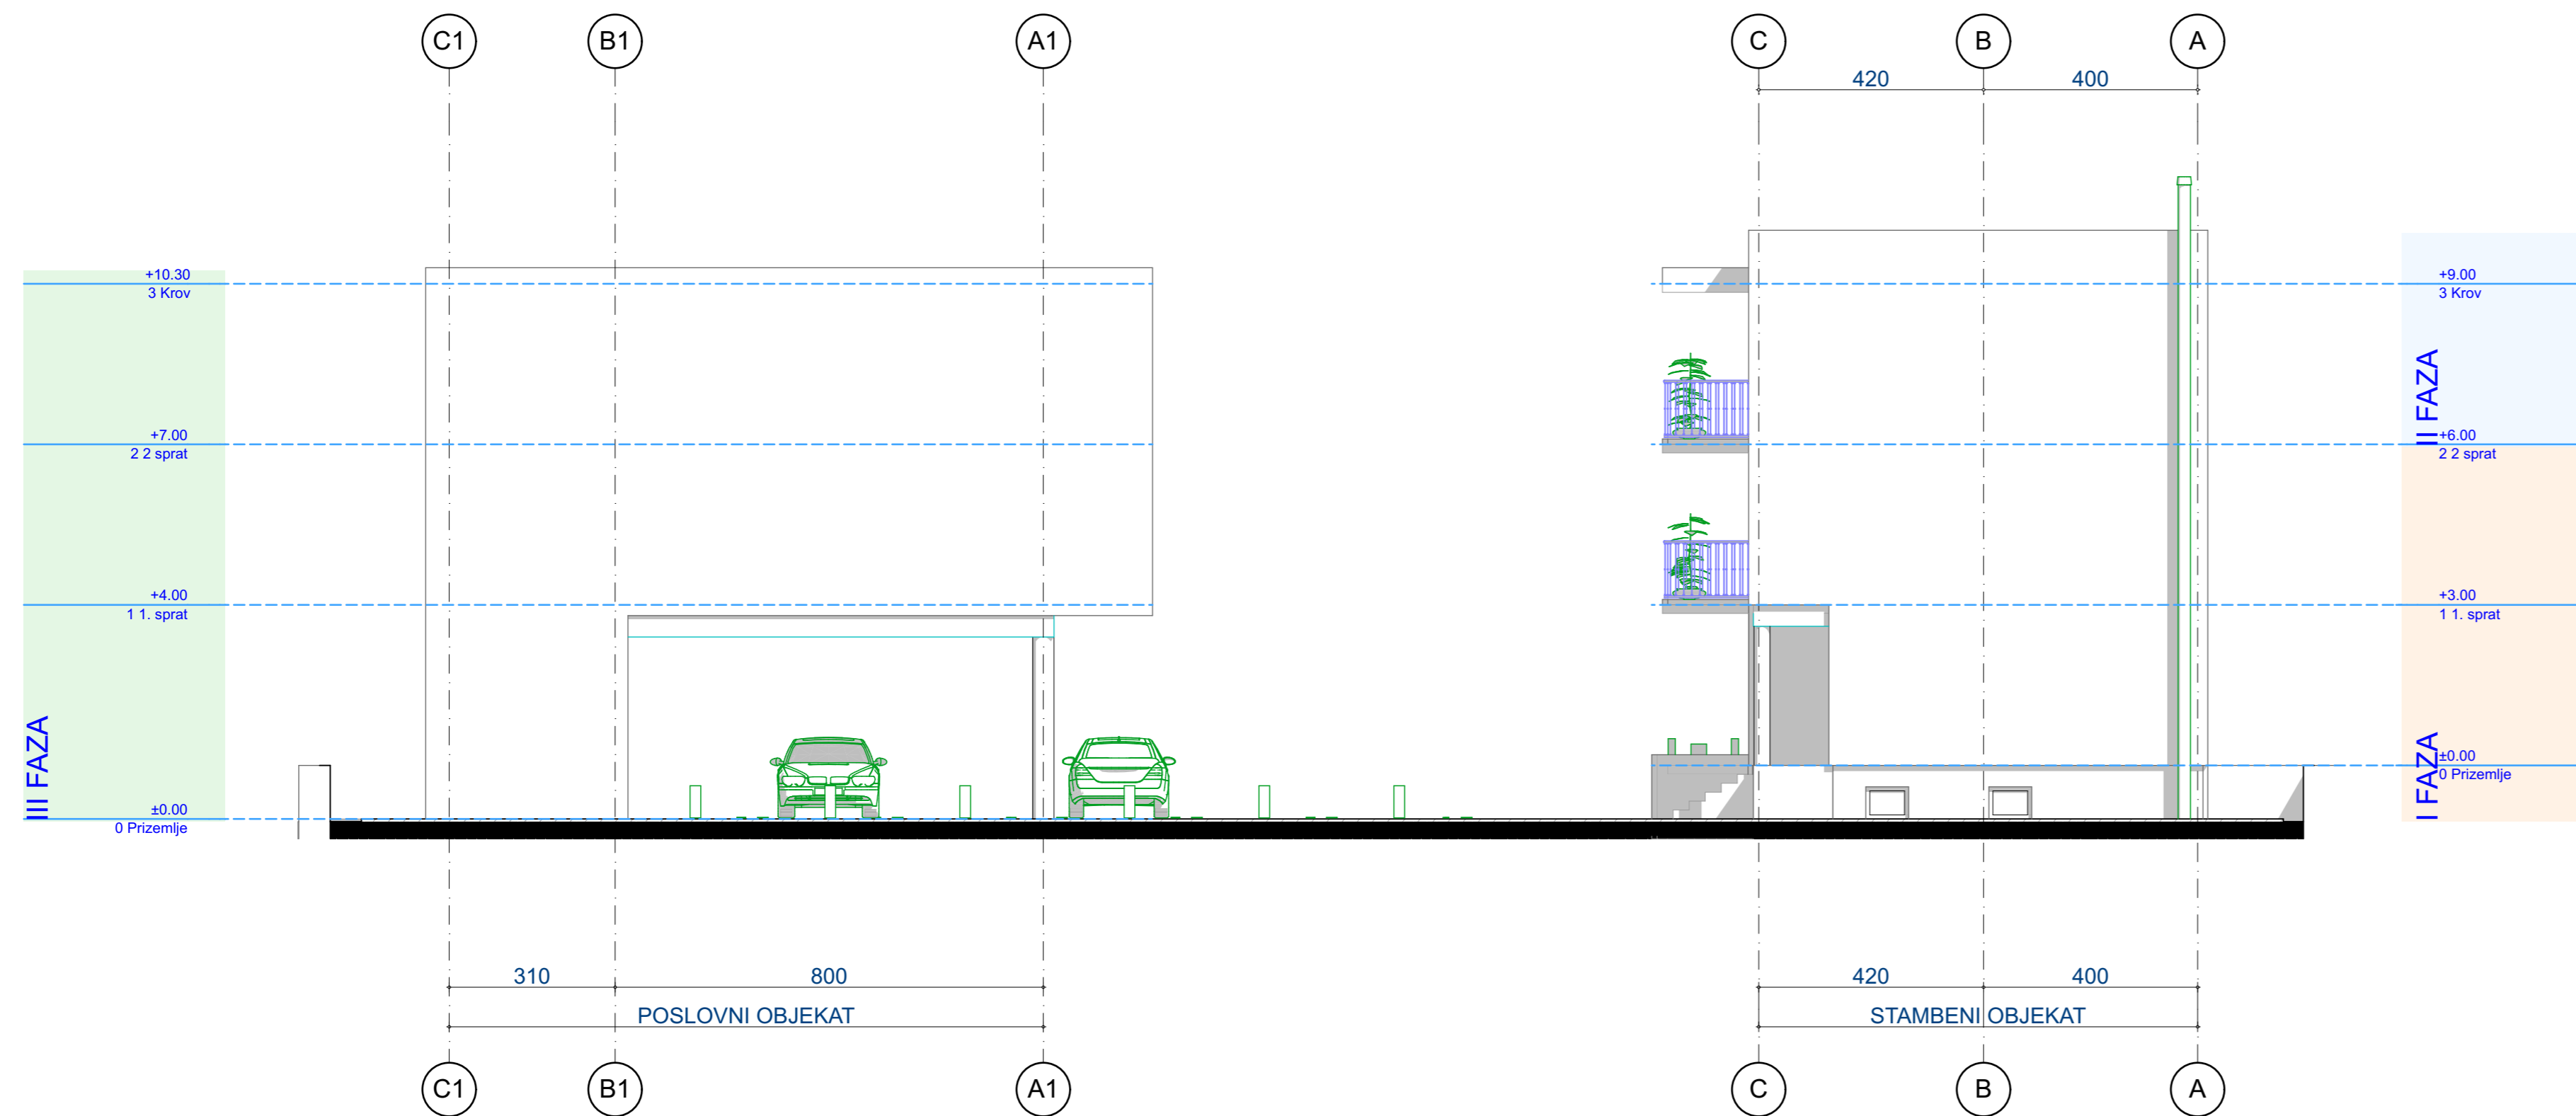 C1 B1 A1 C B A
420 400
+10.30
3 Krov
+9.00
3 Krov
+7.00
2 2 sprat
II FAZA
+6.00
2 2 sprat
+4.00
1 1. sprat
+3.00
1 1. sprat
III FAZA
±0.00
0 Prizemlje
I FAZA
±0.00
0 Prizemlje
310 800 420 400
POSLOVNI OBJEKAT STAMBENI OBJEKAT
C1 B1 A1 C B A